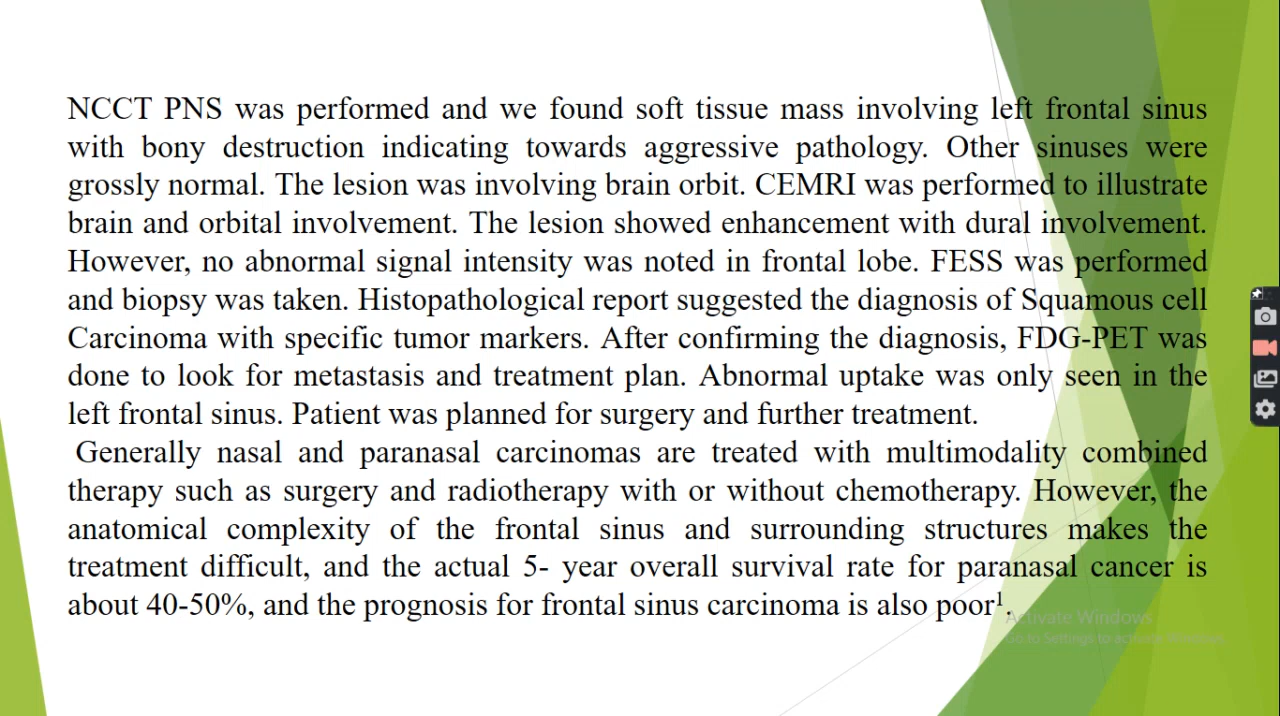 NCCT PNS was performed and we found soft tissue mass involving left frontal sinus
with bony destruction indicating towards aggressive pathology. Other sinuses were
grossly normal. The lesion was involving brain orbit. CEMRI was performed to illustrate
brain and orbital involvement. The lesion showed enhancement with dural involvement.
However, no abnormal signal intensity was noted in frontal lobe. FESS was performed
and biopsy was taken. Histopathological report suggested the diagnosis of Squamous cell
Carcinoma with specific tumor markers. After confirming the diagnosis, FDG-PET was
done to look for metastasis and treatment plan. Abnormal uptake was only seen in the
left frontal sinus. Patient was planned for surgery and further treatment.
Generally nasal and paranasal carcinomas are treated with multimodality combined
therapy such as surgery and radiotherapy with or without chemotherapy. However, the
anatomical complexity of the frontal sinus and surrounding structures makes the
treatment difficult, and the actual 5- year overall survival rate for paranasal cancer is
about 40-50%, and the prognosis for frontal sinus carcinoma is also poor¹.
Activate Windows
Go to Settings to activate Windows.